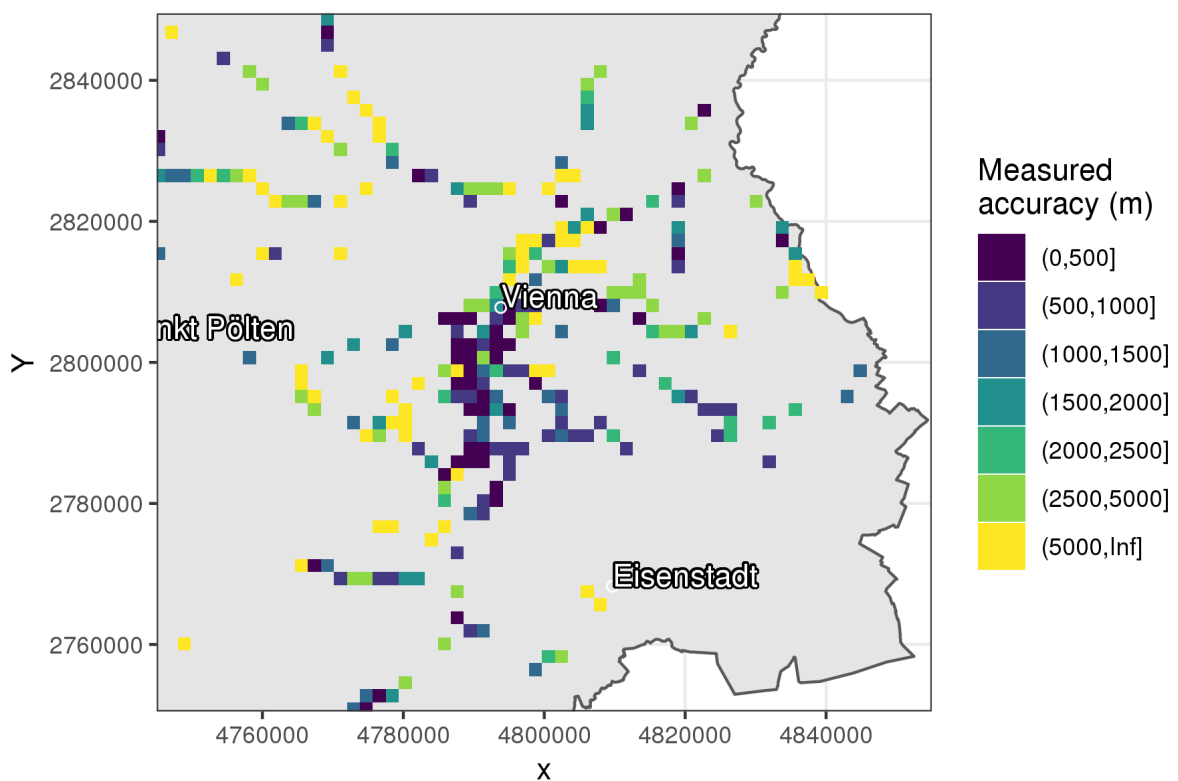 2840000
2820000
2800000
2780000
2760000
Y
Vienna
nkt Pölten
Eisenstadt
4760000 4780000 4800000 4820000 4840000
x
Measured
accuracy (m)
(0,500]
(500,1000]
(1000,1500]
(1500,2000]
(2000,2500]
(2500,5000]
(5000,Inf]